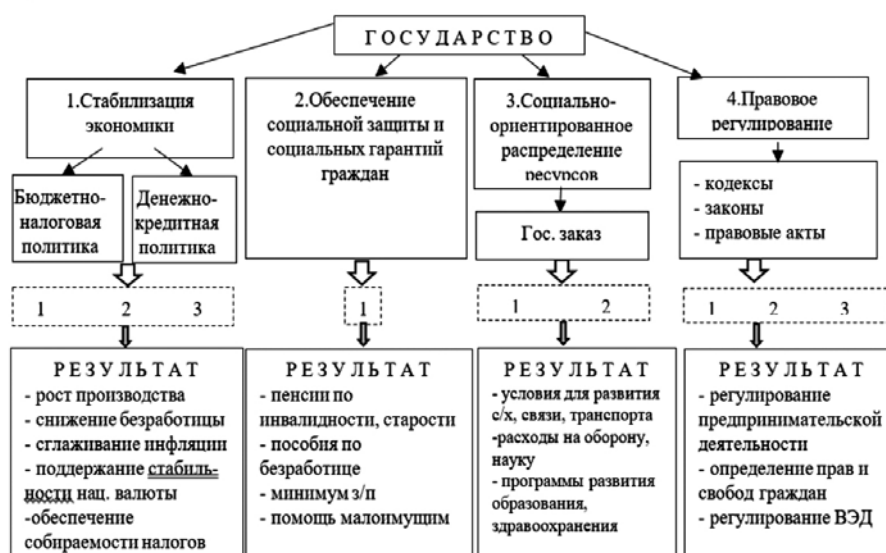 ГОСУДАРСТВО
1.Стабилизация
экономики
2.Обеспечение
социальной защиты и
социальных гарантий
граждан
3.Социально-
ориентированное
распределение
ресурсов
4.Правовое
регулирование
Бюджетно-
налоговая
политика
Денежно-
кредитная
политика
Гос. заказ
- кодексы
- законы
- правовые акты
1 2 3
1
1 2
1 2 3
РЕЗУЛЬТАТ
- рост производства
- снижение безработицы
- сглаживание инфляции
- поддержание стабиль-
ности нац. валюты
-обеспечение
собираемости налогов
РЕЗУЛЬТАТ
- пенсии по
инвалидности, старости
- пособия по
безработице
- минимум з/п
- помощь малоимущим
РЕЗУЛЬТАТ
- условия для развития
с/х, связи, транспорта
-расходы на оборону,
науку
- программы развития
образования,
здравоохранения
РЕЗУЛЬТАТ
- регулирование
предпринимательской
деятельности
- определение прав и
свобод граждан
- регулирование ВЭД